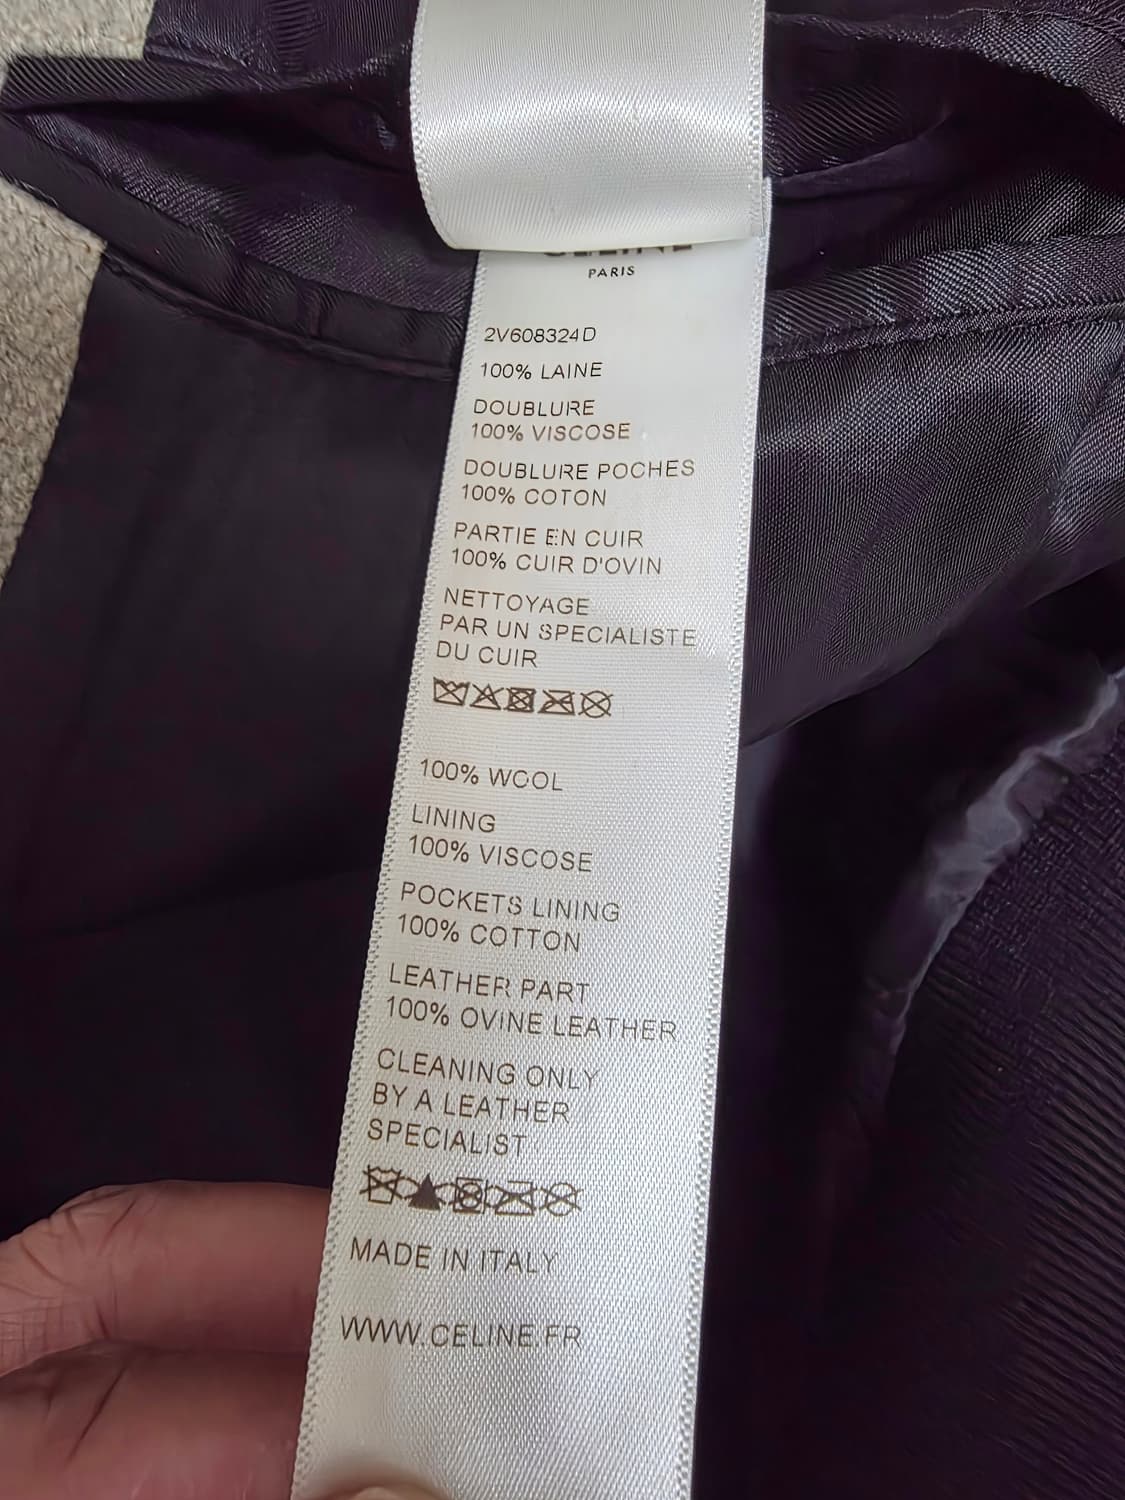 CELINE
PARIS
2V608324D
100% LAINE
DOUBLURE
100% VISCOSE
DOUBLURE POCHES
100% COTON
PARTIE EN CUIR
100% CUIR D'OVIN
NETTOYAGE
PAR UN SPECIALISTE
DU CUIR
100% WOOL
LINING
100% VISCOSE
POCKETS LINING
100% COTTON
LEATHER PART
100% OVINE LEATHER
CLEANING ONLY
BY A LEATHER
SPECIALIST
MADE IN ITALY
WWW.CELINE.FR